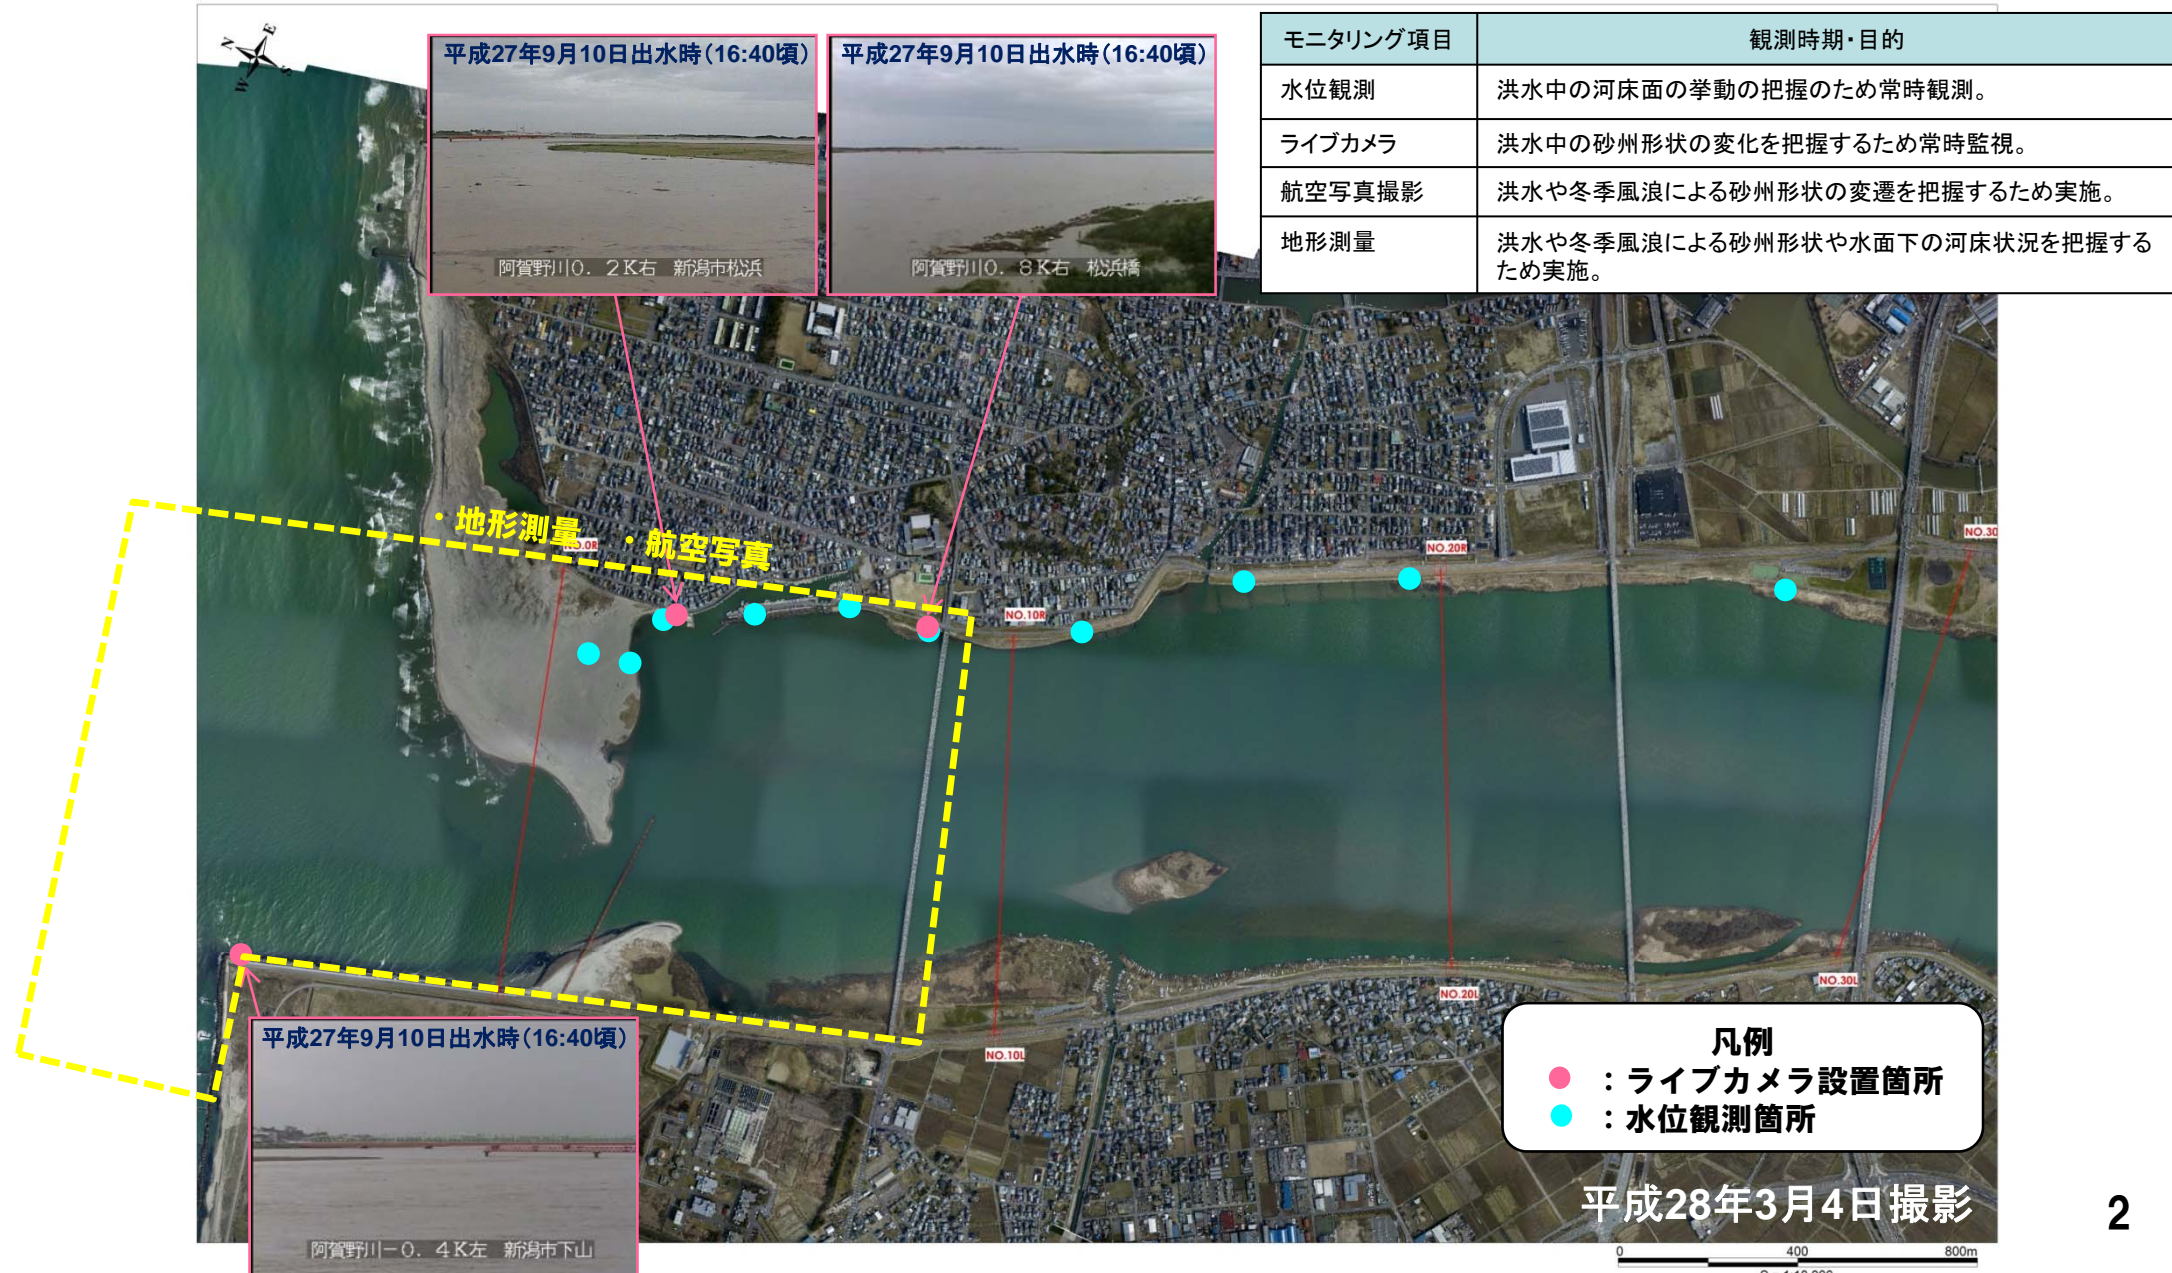 N
E
S
W
平成27年9月10日出水時(16:40頃)
阿賀野川0.2K右 新潟市松浜
平成27年9月10日出水時(16:40頃)
阿賀野川0.8K右 松浜橋
モニタリング項目 観測時期・目的
水位観測 洪水中の河床面の挙動の把握のため常時観測。
ライブカメラ 洪水中の砂州形状の変化を把握するため常時監視。
航空写真撮影 洪水や冬季風浪による砂州形状の変遷を把握するため実施。
地形測量 洪水や冬季風浪による砂州形状や水面下の河床状況を把握する
ため実施。
・地形測量
・航空写真
NO.0R
NO.10R
NO.20R
NO.30
NO.10L
NO.20L
NO.30L
平成27年9月10日出水時(16:40頃)
阿賀野川-0.4K左 新潟市下山
凡例
:ライブカメラ設置箇所
:水位観測箇所
平成28年3月4日撮影
2
0 400 800m